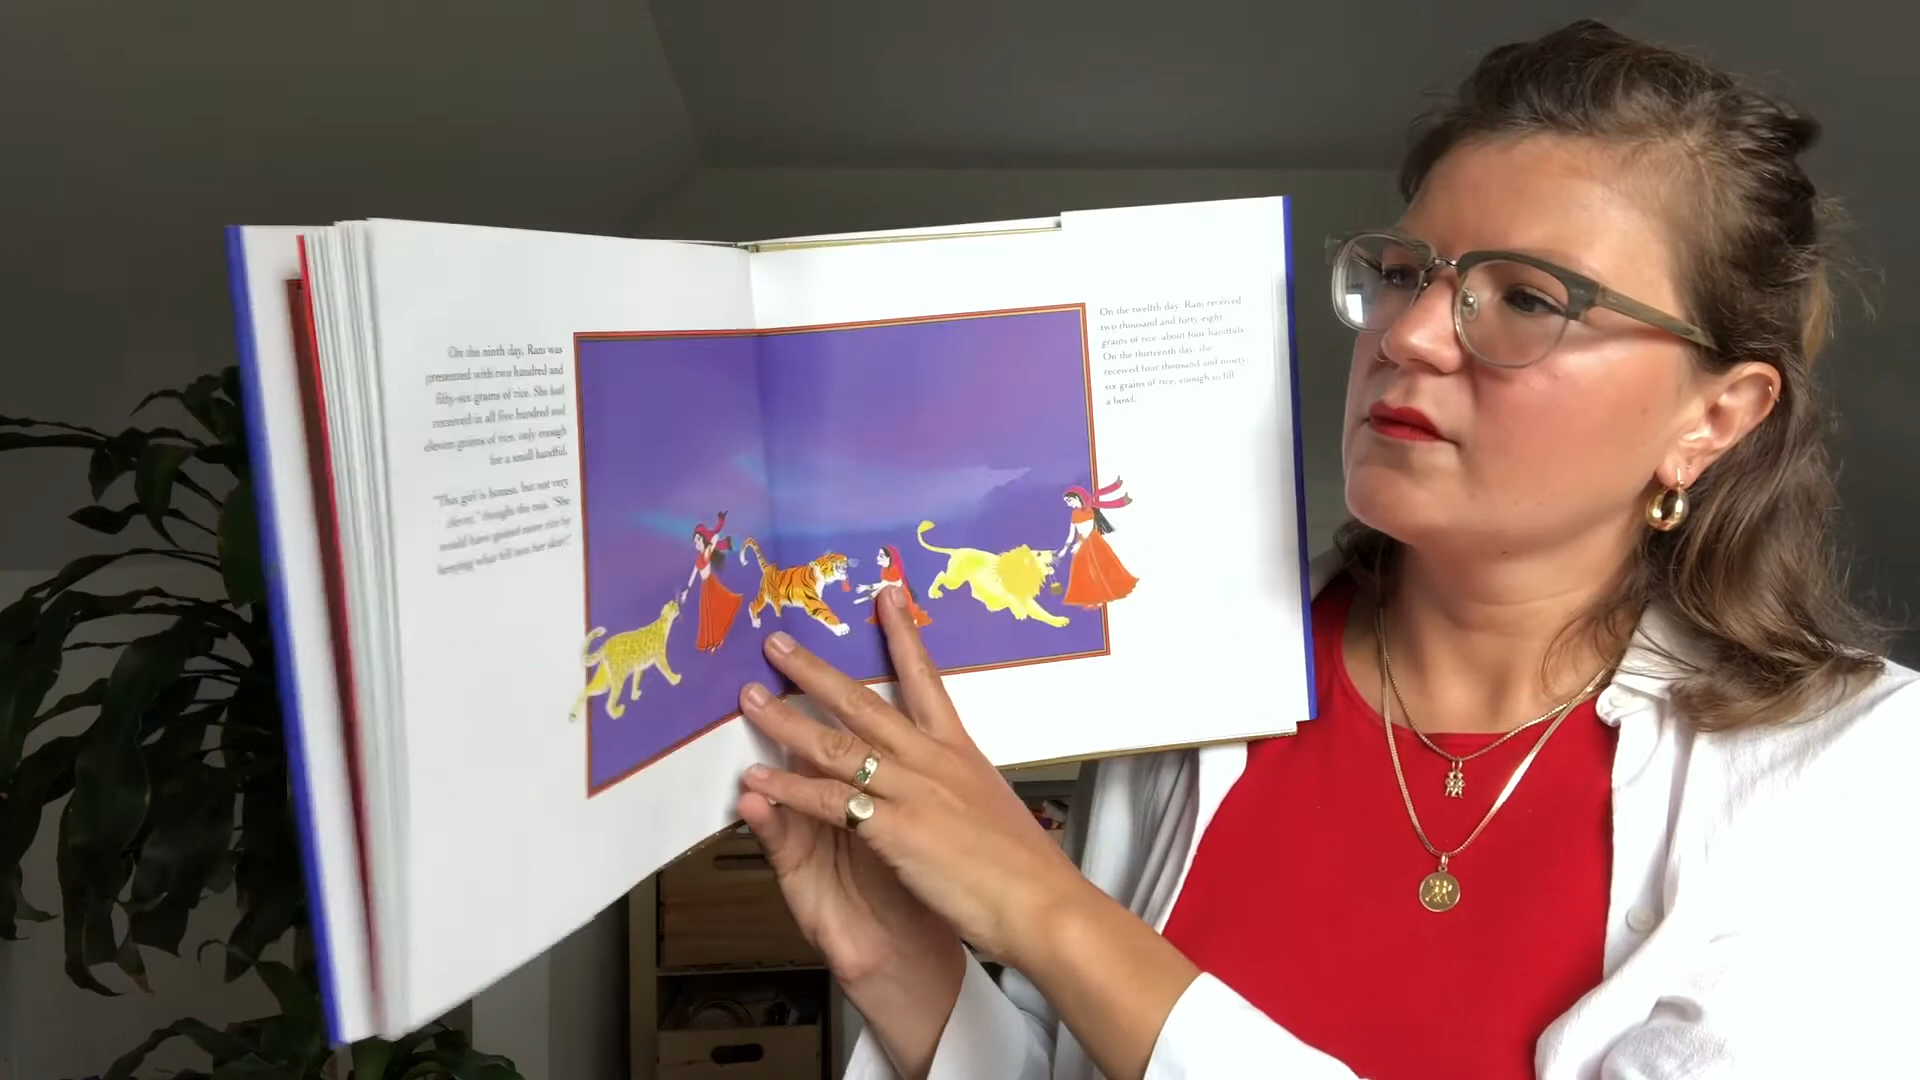 On the ninth day, Rani was
presented with two hundred and
fifty-six grains of rice. She had
received in all five hundred and
eleven grains of rice, only enough
for a small handful.
"This girl is honest, but not very
clever," thought the raja. "She
would have gained more rice by
keeping what fell into her skirt!"
On the twelfth day, Rani received
two thousand and forty-eight
grains of rice, about four handfuls.
On the thirteenth day, she
received four thousand and ninety-
six grains of rice, enough to fill
a bowl.